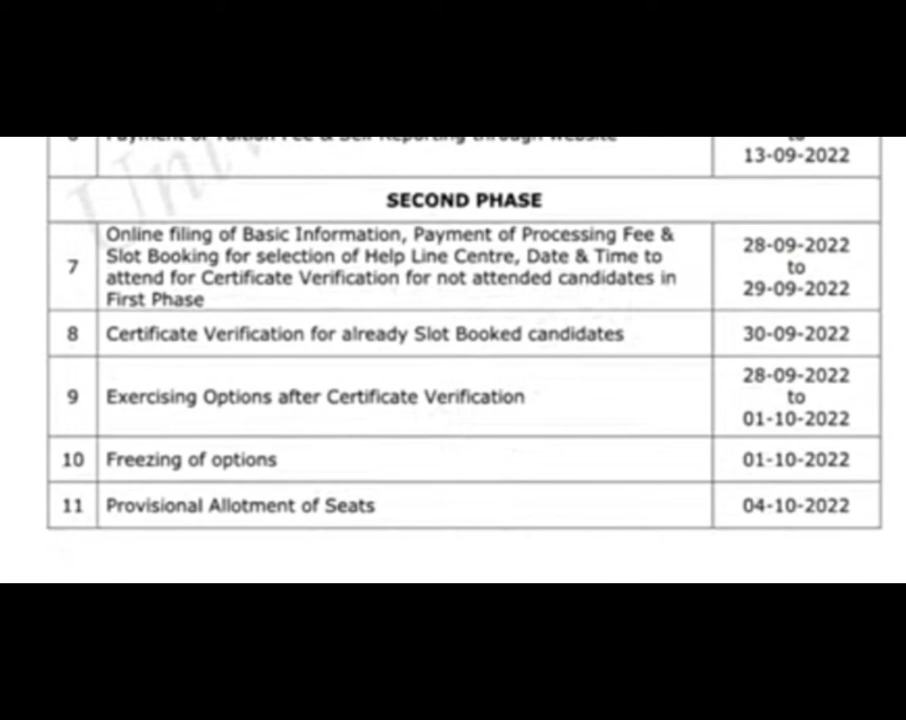 13-09-2022
SECOND PHASE
7
Online filing of Basic Information, Payment of Processing Fee &
Slot Booking for selection of Help Line Centre, Date & Time to
attend for Certificate Verification for not attended candidates in
First Phase
28-09-2022
to
29-09-2022
8 Certificate Verification for already Slot Booked candidates 30-09-2022
9 Exercising Options after Certificate Verification
28-09-2022
to
01-10-2022
10 Freezing of options 01-10-2022
11 Provisional Allotment of Seats 04-10-2022